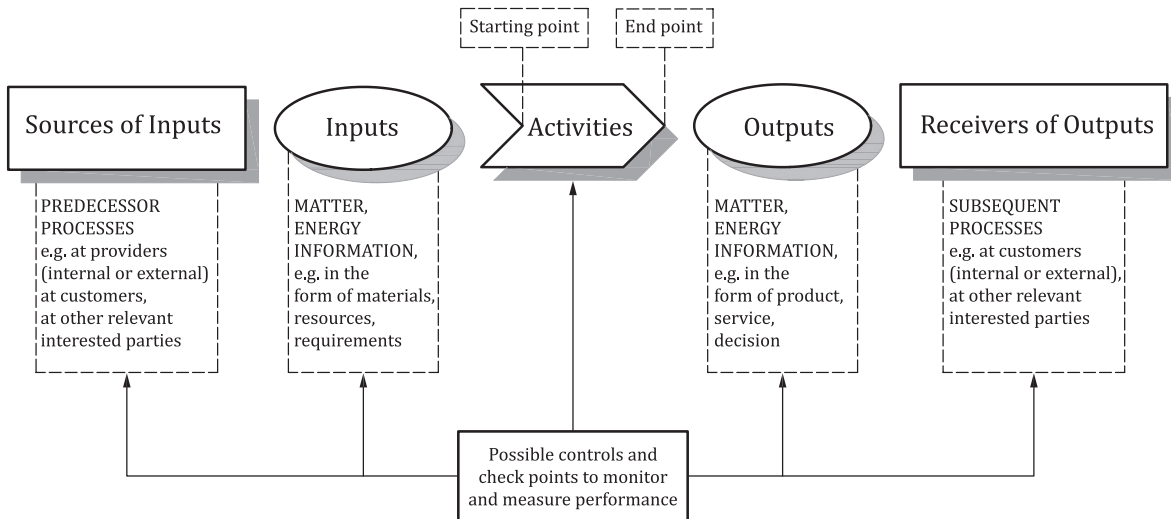 Starting point
End point
Sources of Inputs
Inputs
Activities
Outputs
Receivers of Outputs
PREDECESSOR
PROCESSES
e.g. at providers
(internal or external)
at customers,
at other relevant
interested parties
MATTER,
ENERGY
INFORMATION,
e.g. in the
form of materials,
resources,
requirements
MATTER,
ENERGY
INFORMATION,
e.g. in the
form of product,
service,
decision
SUBSEQUENT
PROCESSES
e.g. at customers
(internal or external),
at other relevant
interested parties
Possible controls and
check points to monitor
and measure performance